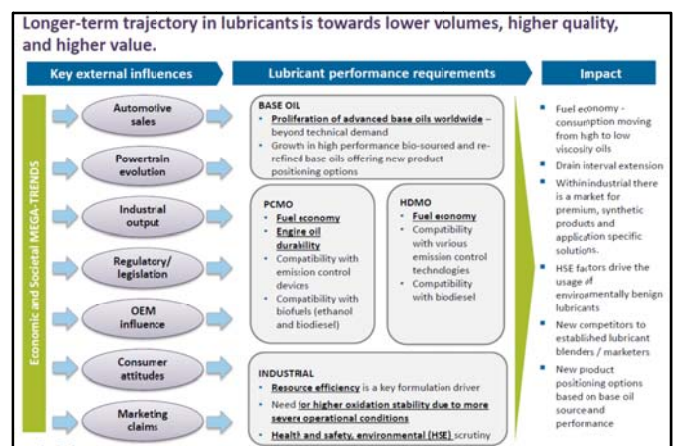 Longer-term trajectory in lubricants is towards lower volumes, higher quality,
and higher value.
Key external influences
Lubricant performance requirements
Impact
Economic and Societal MEGA-TRENDS
Automotive
sales
Powertrain
evolution
Industrial
output
Regulatory/
legislation
OEM
influence
Consumer
attitudes
Marketing
claims
BASE OIL
• Proliferation of advanced base oils worldwide –
beyond technical demand
• Growth in high performance bio-sourced and re-
refined base oils offering new product
positioning options
PCMO
• Fuel economy
• Engine oil
durability
• Compatibility with
emission control
devices
• Compatibility with
biofuels (ethanol
and biodiesel)
HDMO
• Fuel economy
• Compatibility
with various
emission control
technologies
• Compatibility
with biodiesel
INDUSTRIAL
• Resource efficiency is a key formulation driver
• Need for higher oxidation stability due to more
severe operational conditions
• Health and safety, environmental (HSE) scrutiny
▪ Fuel economy -
consumption moving
from high to low
viscosity oils
▪ Drain interval extension
▪ Within industrial there
is a market for
premium, synthetic
products and
application specific
solutions.
▪ HSE factors drive the
usage of
environmentally benign
lubricants
▪ New competitors to
established lubricant
blenders / marketers
▪ New product
positioning options
based on base oil
source and
performance